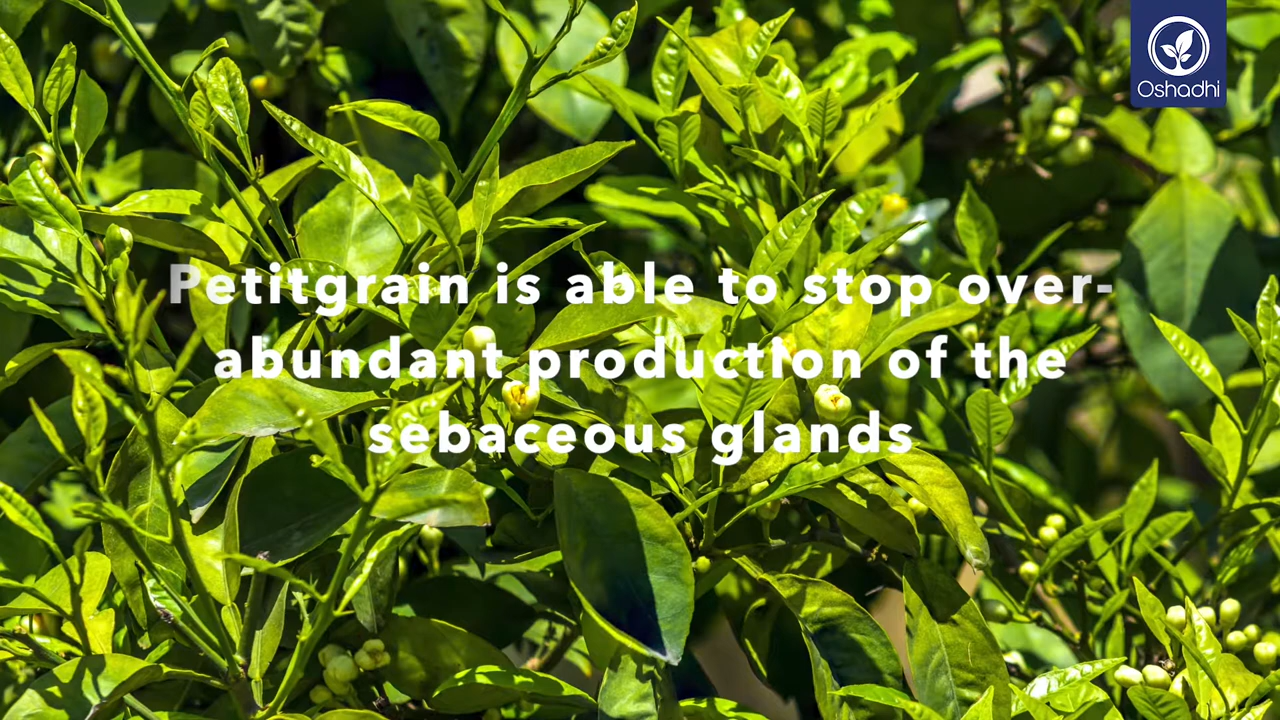 Oshadhi
Petitgrain is able to stop over-
abundant production of the
sebaceous glands